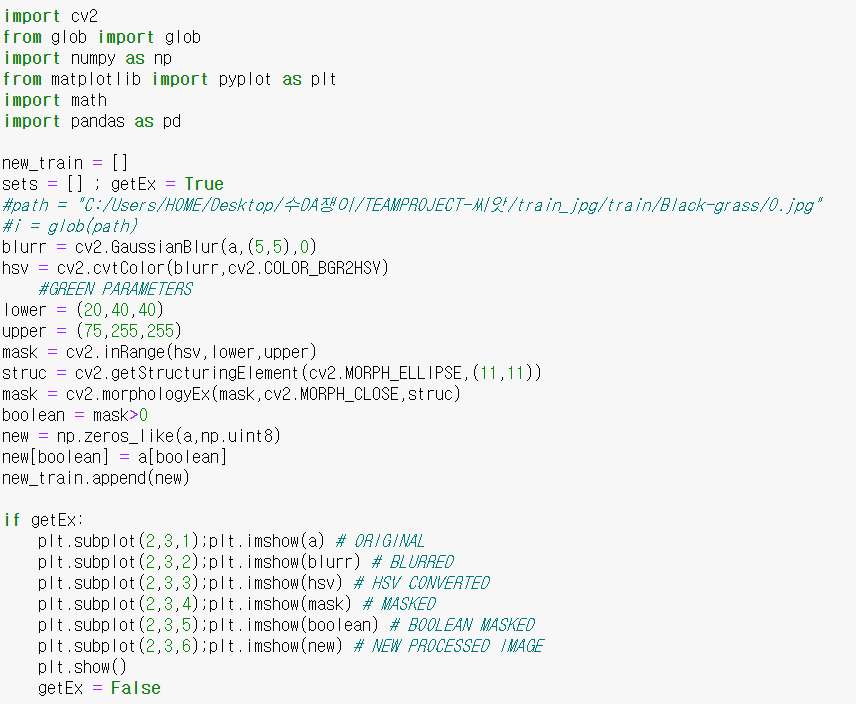 import cv2
from glob import glob
import numpy as np
from matplotlib import pyplot as plt
import math
import pandas as pd
new_train = []
sets = [] ; getEx = True
#path = "C:/Users/HOME/Desktop/수DA쟁이/TEAMPROJECT-씨앗/train_jpg/train/Black-grass/0.jpg"
#i = glob(path)
blurr = cv2.GaussianBlur(a,(5,5),0)
hsv = cv2.cvtColor(blurr,cv2.COLOR_BGR2HSV)
    #GREEN PARAMETERS
lower = (20,40,40)
upper = (75,255,255)
mask = cv2.inRange(hsv,lower,upper)
struc = cv2.getStructuringElement(cv2.MORPH_ELLIPSE,(11,11))
mask = cv2.morphologyEx(mask,cv2.MORPH_CLOSE,struc)
boolean = mask>0
new = np.zeros_like(a,np.uint8)
new[boolean] = a[boolean]
new_train.append(new)
if getEx:
    plt.subplot(2,3,1);plt.imshow(a) # ORIGINAL
    plt.subplot(2,3,2);plt.imshow(blurr) # BLURRED
    plt.subplot(2,3,3);plt.imshow(hsv) # HSV CONVERTED
    plt.subplot(2,3,4);plt.imshow(mask) # MASKED
    plt.subplot(2,3,5);plt.imshow(boolean) # BOOLEAN MASKED
    plt.subplot(2,3,6);plt.imshow(new) # NEW PROCESSED IMAGE
    plt.show()
    getEx = False